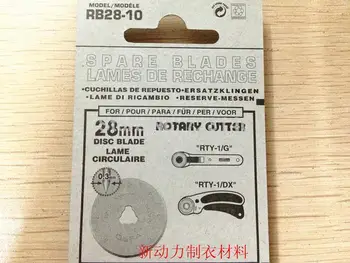 MODEL/MODÈLE
RB28-10
SPARE BLADES
LAMES DE RECHANGE
•CUCHILLAS DE REPUESTO •ERSATZKLINGEN
•LAME DI RICAMBIO •RESERVE-MESSEN
FOR / POUR / PARA / FÜR / PER / VOOR
28mm
DISC BLADE
LAME
CIRCULAIRE
ROTARY CUTTER
"RTY-1/G"
0.3mm
"RTY-1/DX"
新动力制衣材料